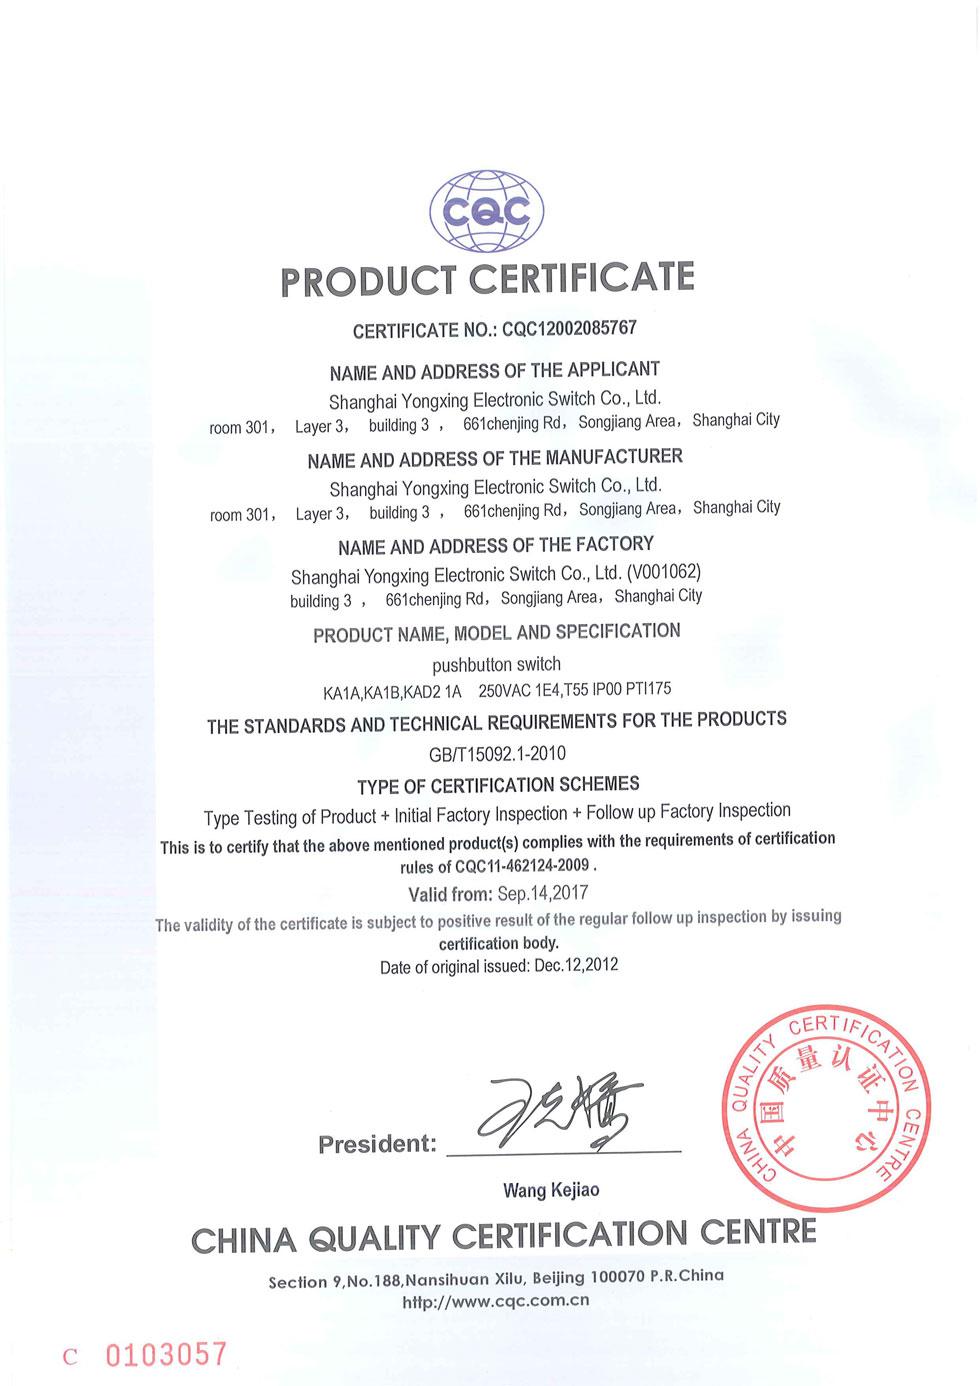 CQC
PRODUCT CERTIFICATE
CERTIFICATE NO.: CQC12002085767
NAME AND ADDRESS OF THE APPLICANT
Shanghai Yongxing Electronic Switch Co., Ltd.
room 301， Layer 3， building 3 ， 661chenjing Rd，Songjiang Area，Shanghai City
NAME AND ADDRESS OF THE MANUFACTURER
Shanghai Yongxing Electronic Switch Co., Ltd.
room 301， Layer 3， building 3 ， 661chenjing Rd，Songjiang Area，Shanghai City
NAME AND ADDRESS OF THE FACTORY
Shanghai Yongxing Electronic Switch Co., Ltd. (V001062)
building 3 ， 661chenjing Rd，Songjiang Area，Shanghai City
PRODUCT NAME, MODEL AND SPECIFICATION
pushbutton switch
KA1A,KA1B,KAD2 1A 250VAC 1E4,T55 IP00 PTI175
THE STANDARDS AND TECHNICAL REQUIREMENTS FOR THE PRODUCTS
GB/T15092.1-2010
TYPE OF CERTIFICATION SCHEMES
Type Testing of Product + Initial Factory Inspection + Follow up Factory Inspection
This is to certify that the above mentioned product(s) complies with the requirements of certification
rules of CQC11-462124-2009 .
Valid from: Sep.14,2017
The validity of the certificate is subject to positive result of the regular follow up inspection by issuing
certification body.
Date of original issued: Dec.12,2012
CHINA QUALITY CERTIFICATION CENTRE
中国质量认证中心
President:
Wang Kejiao
CHINA QUALITY CERTIFICATION CENTRE
Section 9,No.188,Nansihuan Xilu, Beijing 100070 P.R.China
http://www.cqc.com.cn
C 0103057